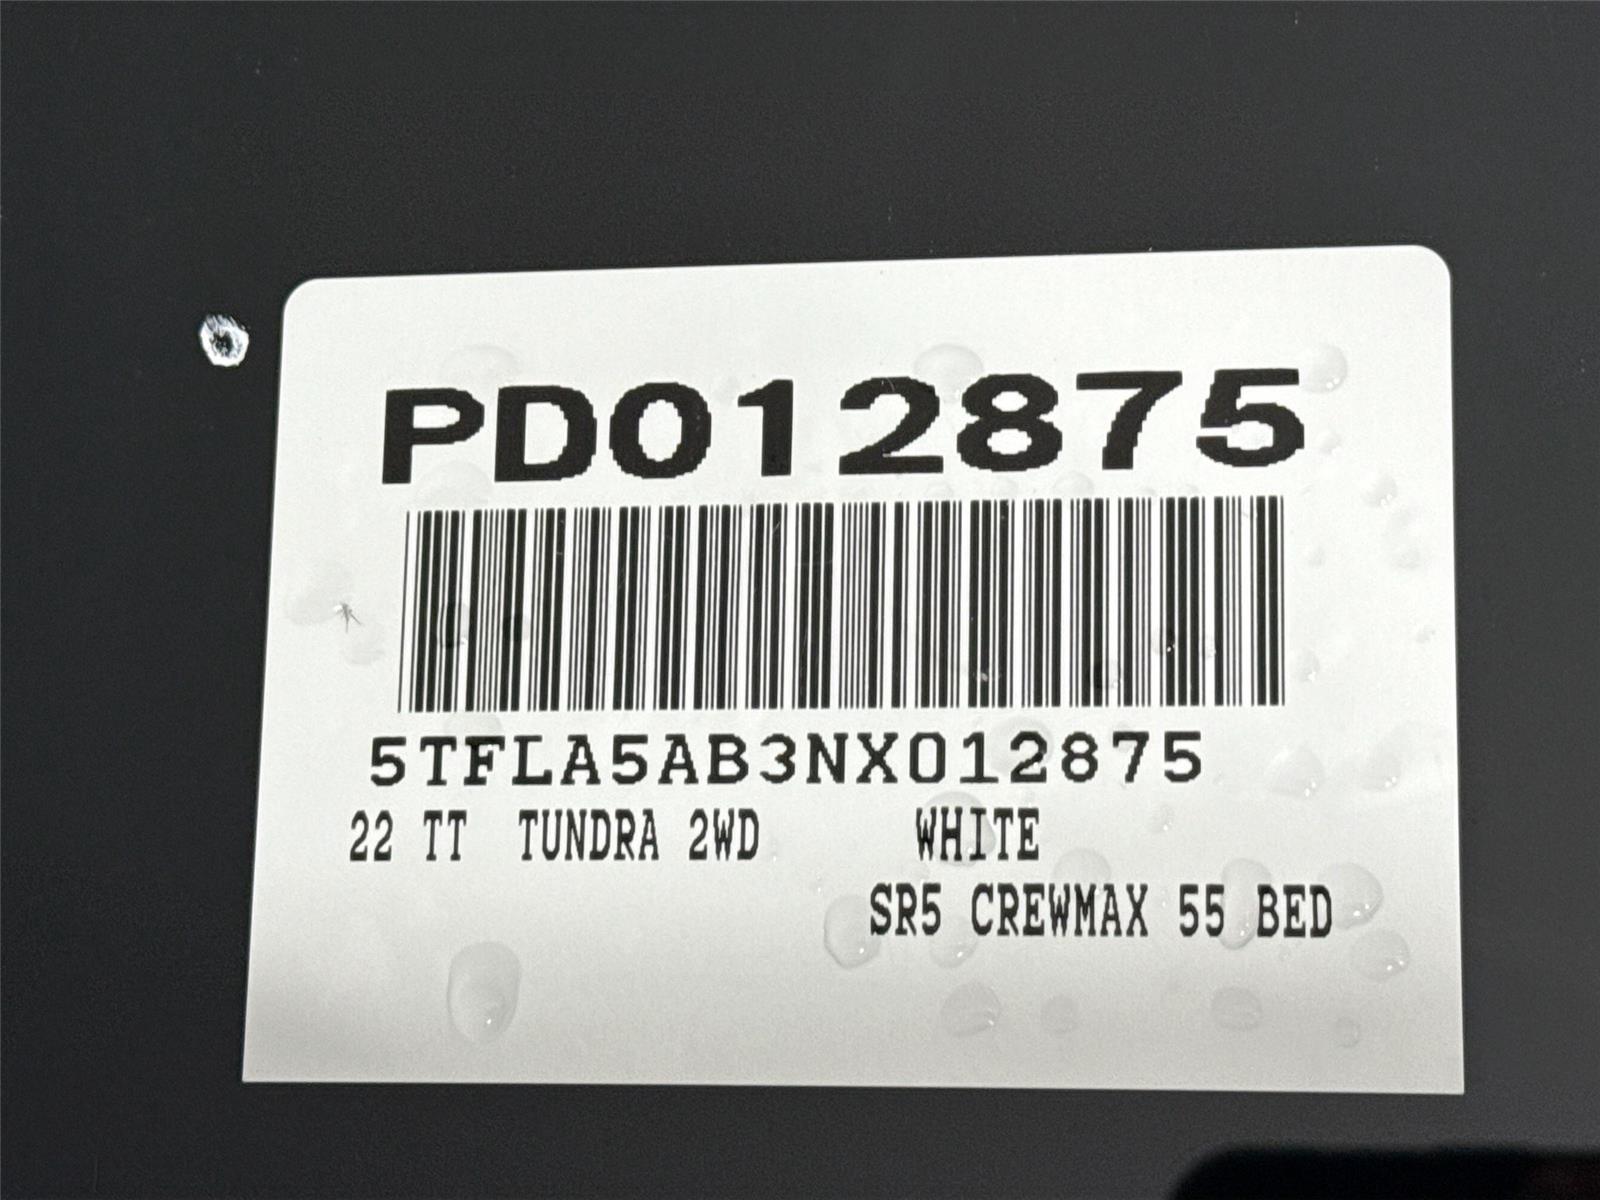 PD012875
5TFLA5AB3NX012875
22 TT TUNDRA 2WD WHITE
SR5 CREWMAX 55 BED